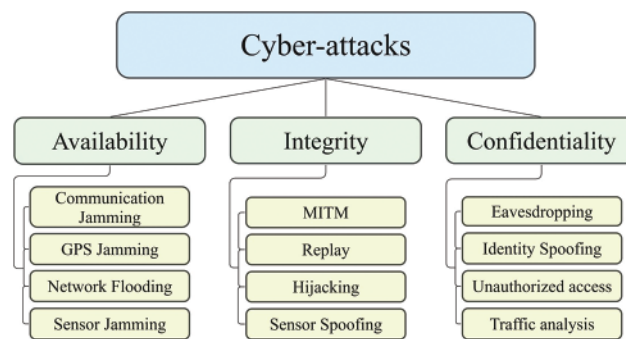 Cyber-attacks
Availability
Communication
Jamming
GPS Jamming
Network Flooding
Sensor Jamming
Integrity
MITM
Replay
Hijacking
Sensor Spoofing
Confidentiality
Eavesdropping
Identity Spoofing
Unauthorized access
Traffic analysis